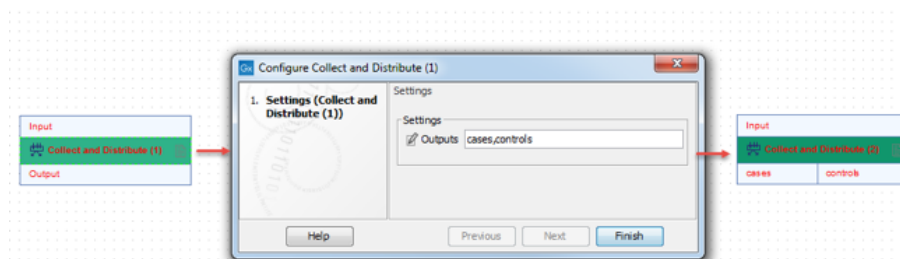 Configure Collect and Distribute (1)
1. Settings (Collect and
Distribute (1))
Settings
Settings
Outputs cases,controls
Help Previous Next Finish
Input
Collect and Distribute (1)
Output
Input
Collect and Distribute (2)
cases controls